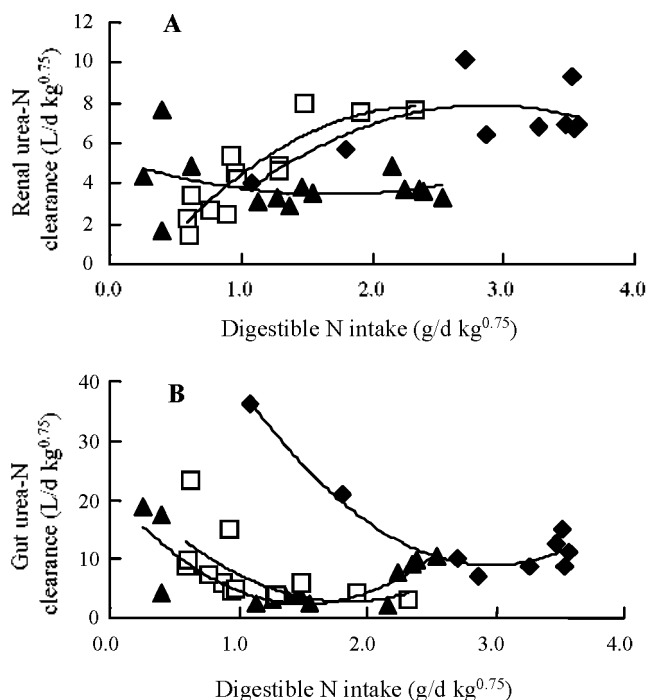 A
Renal urea-N
clearance (L/d kg^0.75)
12
10
8
6
4
2
0
0.0 1.0 2.0 3.0 4.0
Digestible N intake (g/d kg^0.75)
B
Gut urea-N
clearance (L/d kg^0.75)
40
30
20
10
0
0.0 1.0 2.0 3.0 4.0
Digestible N intake (g/d kg^0.75)